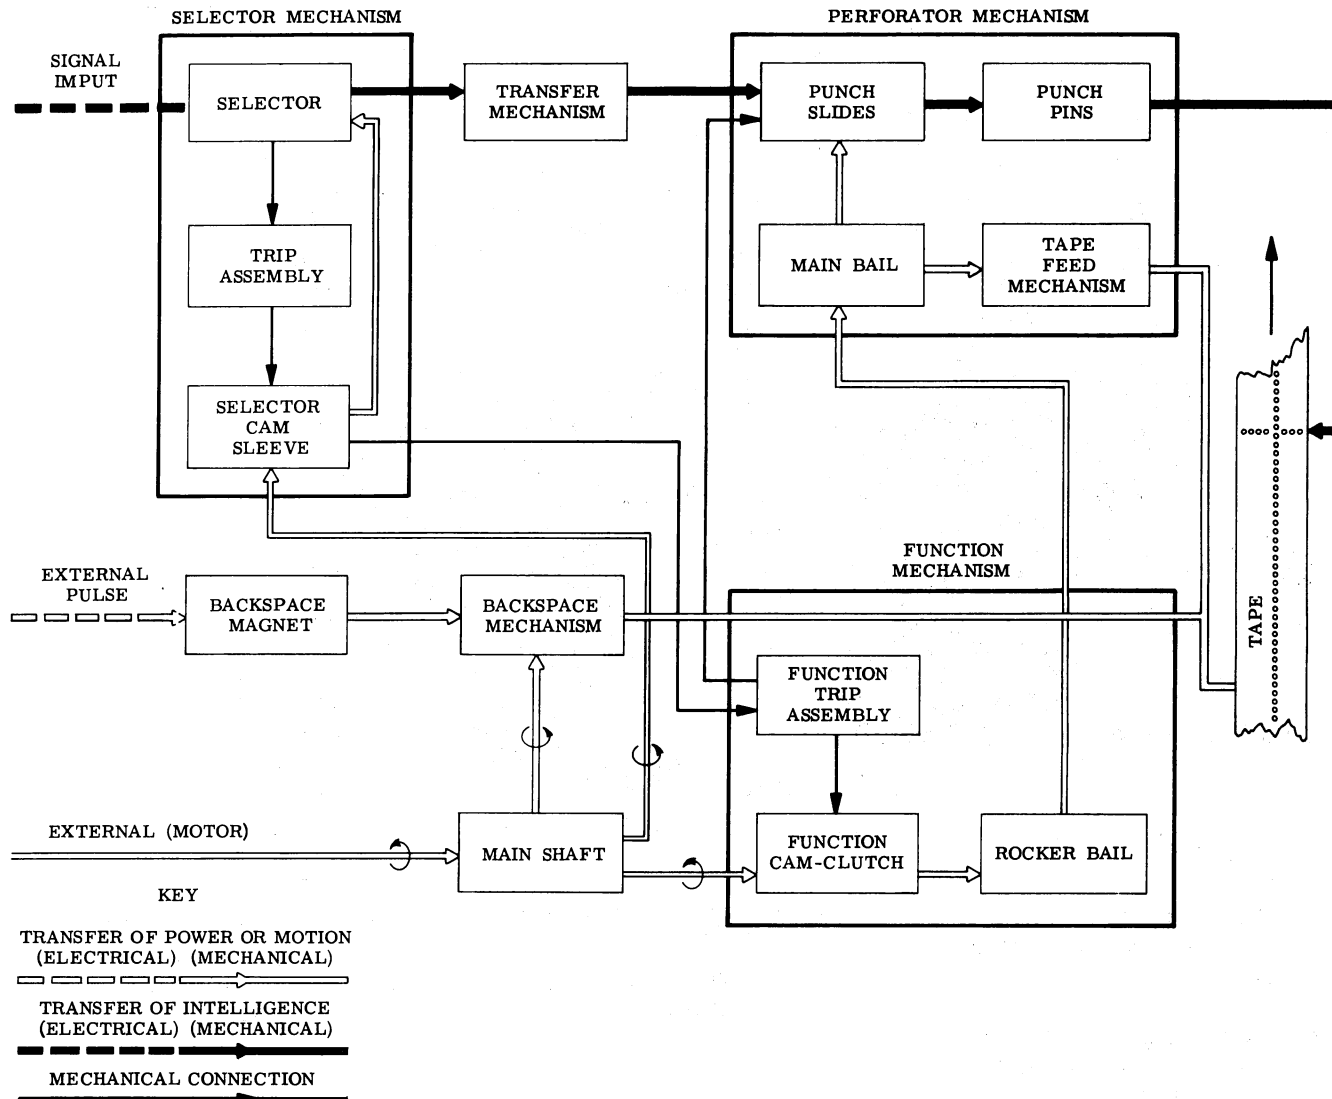 SELECTOR MECHANISM
PERFORATOR MECHANISM
SIGNAL
IMPUT
SELECTOR
TRANSFER
MECHANISM
PUNCH
SLIDES
PUNCH
PINS
TRIP
ASSEMBLY
MAIN BAIL
TAPE
FEED
MECHANISM
SELECTOR
CAM
SLEEVE
EXTERNAL
PULSE
BACKSPACE
MAGNET
BACKSPACE
MECHANISM
FUNCTION
MECHANISM
TAPE
FUNCTION
TRIP
ASSEMBLY
EXTERNAL (MOTOR)
MAIN SHAFT
FUNCTION
CAM-CLUTCH
ROCKER BAIL
KEY
TRANSFER OF POWER OR MOTION
(ELECTRICAL) (MECHANICAL)
TRANSFER OF INTELLIGENCE
(ELECTRICAL) (MECHANICAL)
MECHANICAL CONNECTION